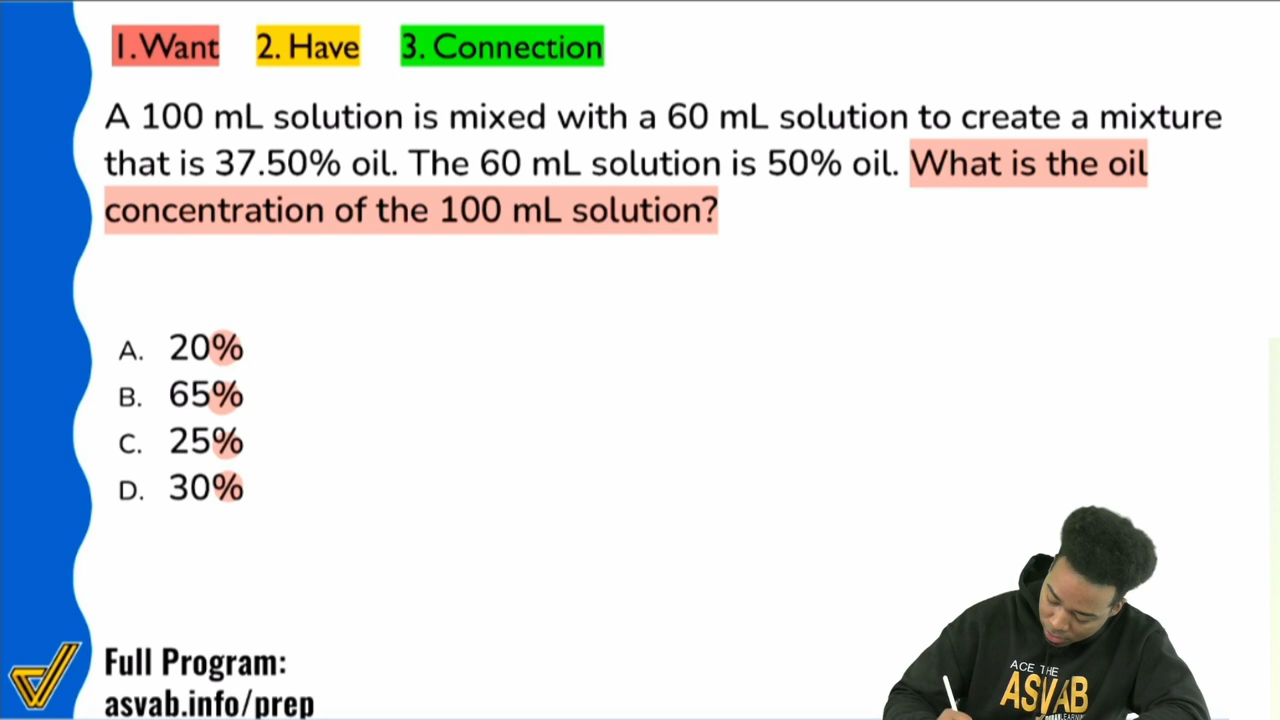 1. Want 2. Have 3. Connection
A 100 mL solution is mixed with a 60 mL solution to create a mixture
that is 37.50% oil. The 60 mL solution is 50% oil. What is the oil
concentration of the 100 mL solution?
A. 20%
B. 65%
C. 25%
D. 30%
Full Program:
asvab.info/prep
ACE THE
ASVAB